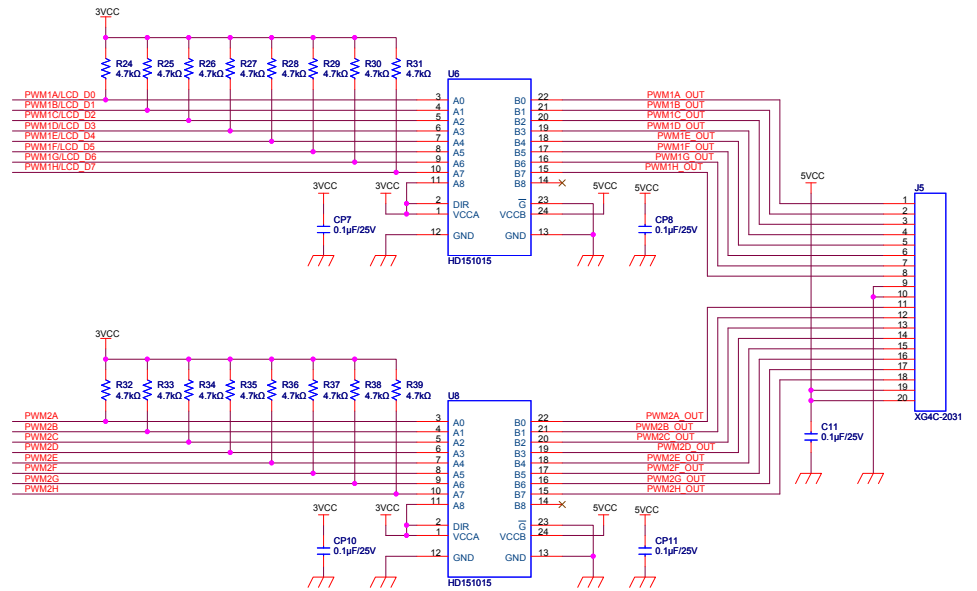 3VCC
R24 R25 R26 R27 R28 R29 R30 R31
4.7kΩ 4.7kΩ 4.7kΩ 4.7kΩ 4.7kΩ 4.7kΩ 4.7kΩ 4.7kΩ
U6
PWM1A/LCD_D0 3 A0 B0 22 PWM1A_OUT
PWM1B/LCD_D1 4 A1 B1 21 PWM1B_OUT
PWM1C/LCD_D2 5 A2 B2 20 PWM1C_OUT
PWM1D/LCD_D3 6 A3 B3 19 PWM1D_OUT
PWM1E/LCD_D4 7 A4 B4 18 PWM1E_OUT
PWM1F/LCD_D5 8 A5 B5 17 PWM1F_OUT
PWM1G/LCD_D6 9 A6 B6 16 PWM1G_OUT
PWM1H/LCD_D7 10 A7 B7 15 PWM1H_OUT
11 A8 B8 14
3VCC 3VCC 5VCC 5VCC
2 DIR G 23
1 VCCA VCCB 24
CP7
0.1µF/25V
CP8
0.1µF/25V
12 GND GND 13
HD151015
5VCC
J5
1
2
3
4
5
6
7
8
9
10
11
12
13
14
15
16
17
18
19
20
XG4C-2031
C11
0.1µF/25V
3VCC
R32 R33 R34 R35 R36 R37 R38 R39
4.7kΩ 4.7kΩ 4.7kΩ 4.7kΩ 4.7kΩ 4.7kΩ 4.7kΩ 4.7kΩ
U8
PWM2A 3 A0 B0 22 PWM2A_OUT
PWM2B 4 A1 B1 21 PWM2B_OUT
PWM2C 5 A2 B2 20 PWM2C_OUT
PWM2D 6 A3 B3 19 PWM2D_OUT
PWM2E 7 A4 B4 18 PWM2E_OUT
PWM2F 8 A5 B5 17 PWM2F_OUT
PWM2G 9 A6 B6 16 PWM2G_OUT
PWM2H 10 A7 B7 15 PWM2H_OUT
11 A8 B8 14
3VCC 3VCC 5VCC 5VCC
2 DIR G 23
1 VCCA VCCB 24
CP10
0.1µF/25V
CP11
0.1µF/25V
12 GND GND 13
HD151015